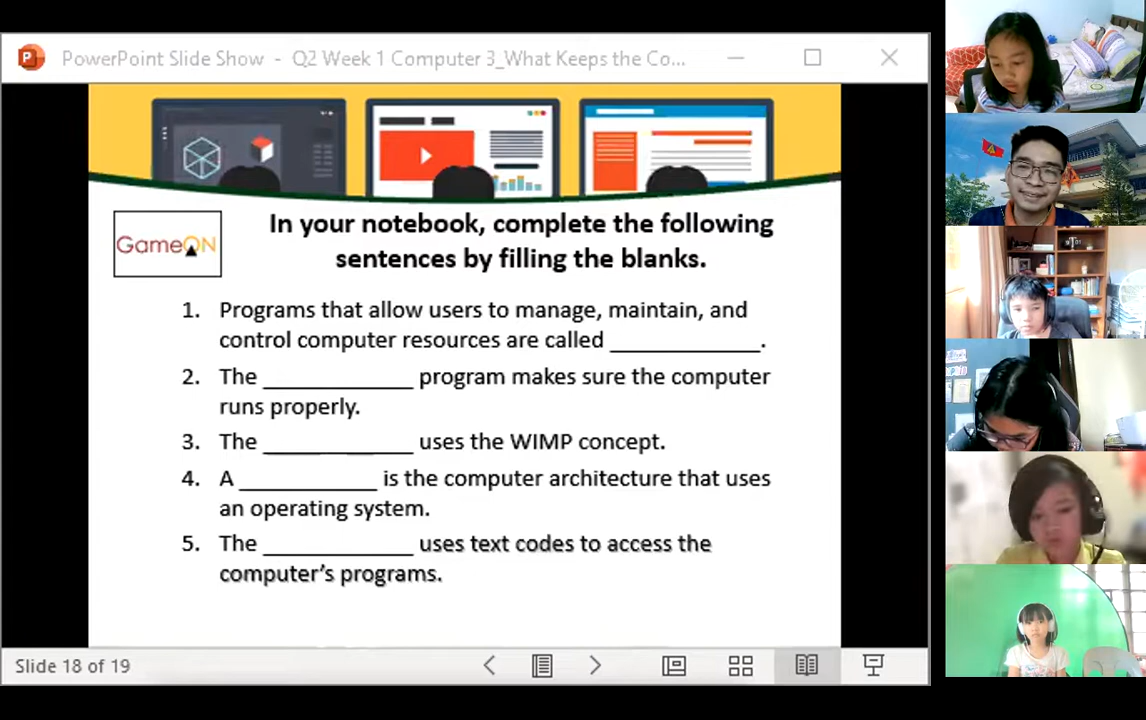 PowerPoint Slide Show - Q2 Week 1 Computer 3_What Keeps the Co...
GameON
In your notebook, complete the following
sentences by filling the blanks.
1. Programs that allow users to manage, maintain, and
control computer resources are called ____________.
2. The ____________ program makes sure the computer
runs properly.
3. The ____________ uses the WIMP concept.
4. A ___________ is the computer architecture that uses
an operating system.
5. The ____________ uses text codes to access the
computer's programs.
Slide 18 of 19